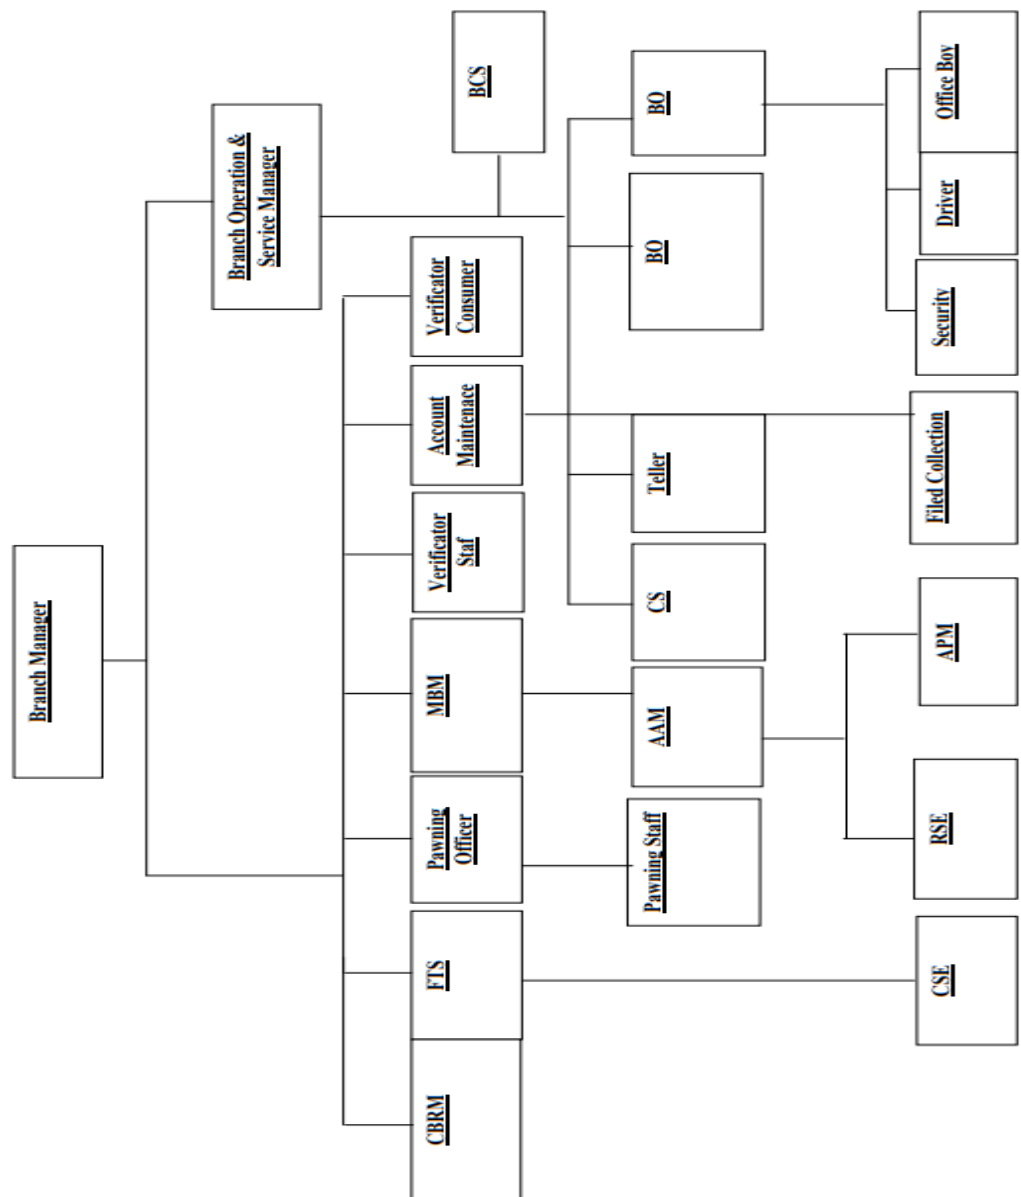 Branch Manager
Branch Operation &
Service Manager
BCS
CBRM
FTS
Pawning
Officer
MBM
Verificator
Staf
Account
Maintenace
Verificator
Consumer
Pawning Staff
AAM
CS
Teller
BO
BO
CSE
RSE
APM
Filed Collection
Security
Driver
Office Boy